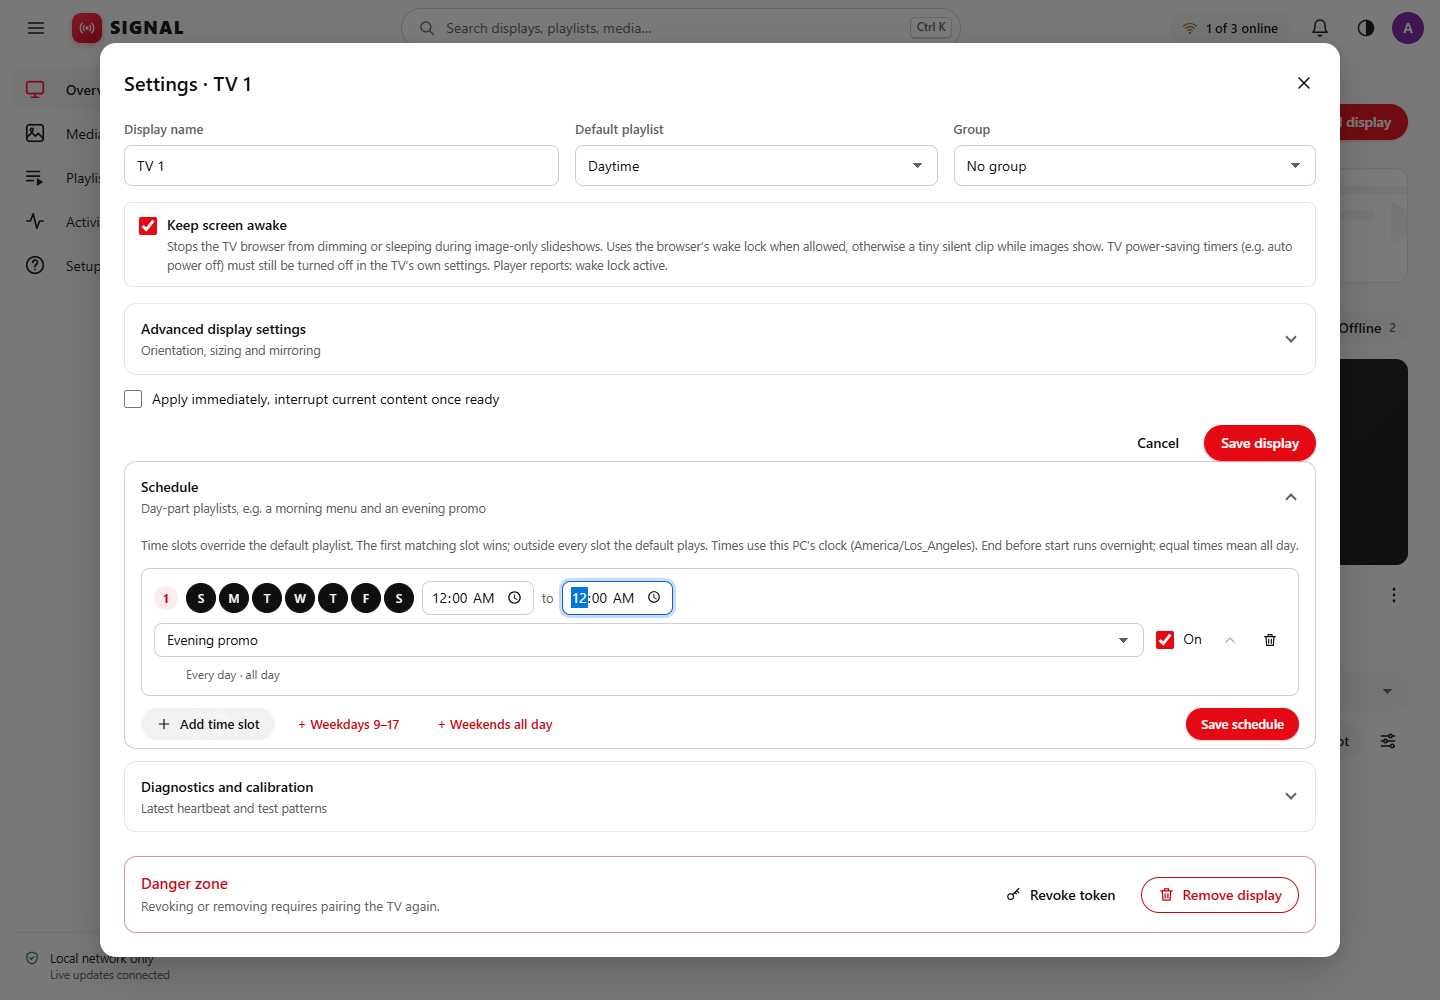 SIGNAL
Search displays, playlists, media...
Ctrl K
1 of 3 online
A
Settings · TV 1
Display name
Default playlist
Group
TV 1
Daytime
No group
Keep screen awake
Stops the TV browser from dimming or sleeping during image-only slideshows. Uses the browser's wake lock when allowed, otherwise a tiny silent clip while images show. TV power-saving timers (e.g. auto
power off) must still be turned off in the TV's own settings. Player reports: wake lock active.
Advanced display settings
Orientation, sizing and mirroring
Apply immediately, interrupt current content once ready
Cancel
Save display
Schedule
Day-part playlists, e.g. a morning menu and an evening promo
Time slots override the default playlist. The first matching slot wins; outside every slot the default plays. Times use this PC's clock (America/Los_Angeles). End before start runs overnight; equal times mean all day.
1 S M T W T F S 12:00 AM to 12:00 AM
Evening promo
On
Every day · all day
Add time slot
+ Weekdays 9–17
+ Weekends all day
Save schedule
Diagnostics and calibration
Latest heartbeat and test patterns
Danger zone
Revoking or removing requires pairing the TV again.
Revoke token
Remove display
display
Offline 2
Setup
Local network only
Live updates connected